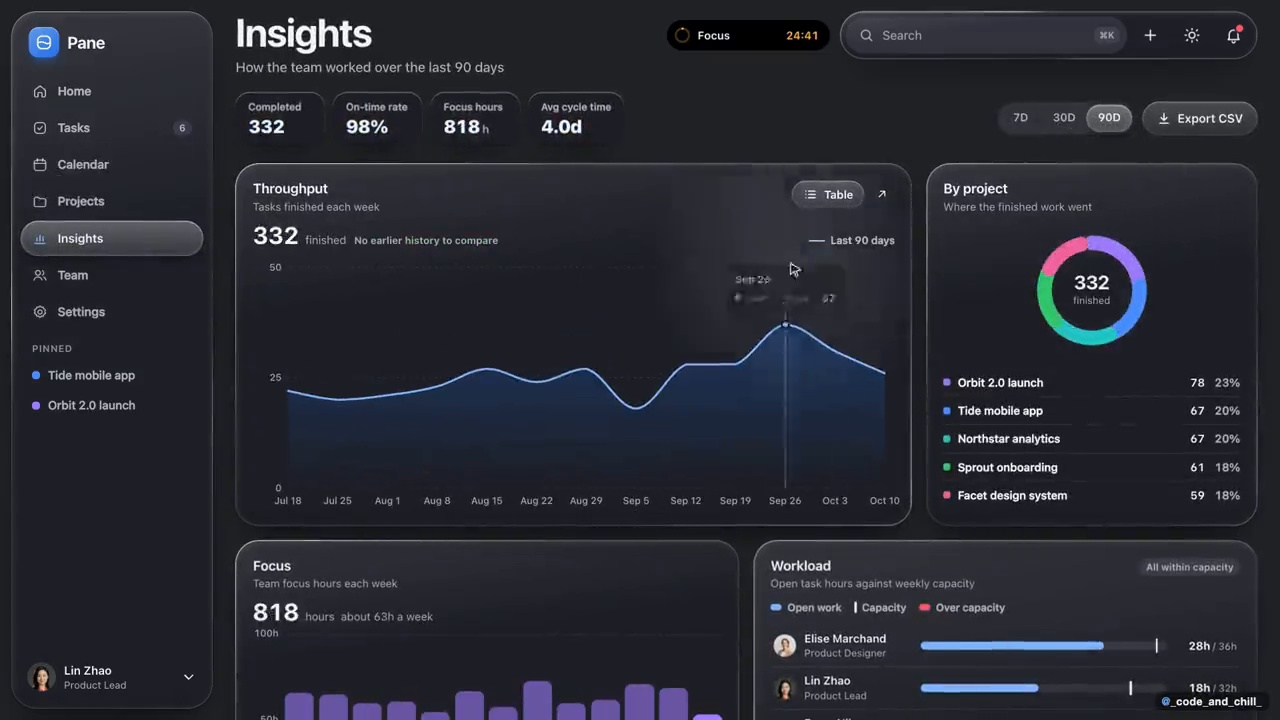 Pane
Home
Tasks 6
Calendar
Projects
Insights
Team
Settings
PINNED
Tide mobile app
Orbit 2.0 launch
Lin Zhao
Product Lead
Insights
How the team worked over the last 90 days
Focus 24:41
Search ⌘K
Completed
332
On-time rate
98%
Focus hours
818 h
Avg cycle time
4.0d
7D 30D 90D
Export CSV
Throughput
Tasks finished each week
Table
332 finished No earlier history to compare
Last 90 days
50
25
0
Sep 26
Jul 18 Jul 25 Aug 1 Aug 8 Aug 15 Aug 22 Aug 29 Sep 5 Sep 12 Sep 19 Sep 26 Oct 3 Oct 10
By project
Where the finished work went
332
finished
Orbit 2.0 launch 78 23%
Tide mobile app 67 20%
Northstar analytics 67 20%
Sprout onboarding 61 18%
Facet design system 59 18%
Focus
Team focus hours each week
818 hours about 63h a week
100h
50h
Workload
Open task hours against weekly capacity
All within capacity
Open work Capacity Over capacity
Elise Marchand
Product Designer
28h / 36h
Lin Zhao
Product Lead
18h / 32h
@_code_and_chill_